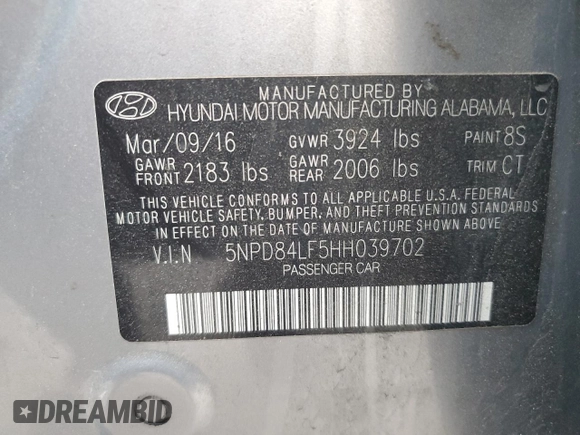 MANUFACTURED BY
HYUNDAI MOTOR MANUFACTURING ALABAMA, LLC
Mar/09/16 GVWR 3924 lbs PAINT 8S
GAWR FRONT 2183 lbs GAWR REAR 2006 lbs TRIM CT
THIS VEHICLE CONFORMS TO ALL APPLICABLE U.S.A. FEDERAL
MOTOR VEHICLE SAFETY, BUMPER, AND THEFT PREVENTION STANDARDS
IN EFFECT ON THE DATE OF MANUFACTURE SHOWN ABOVE
V.I.N 5NPD84LF5HH039702
PASSENGER CAR
DREAMBID